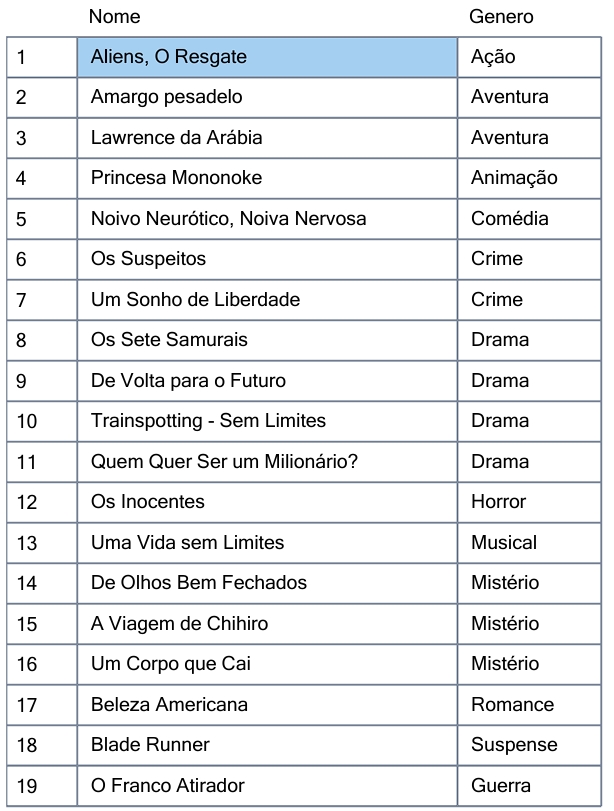 Nome Genero
1 Aliens, O Resgate Ação
2 Amargo pesadelo Aventura
3 Lawrence da Arábia Aventura
4 Princesa Mononoke Animação
5 Noivo Neurótico, Noiva Nervosa Comédia
6 Os Suspeitos Crime
7 Um Sonho de Liberdade Crime
8 Os Sete Samurais Drama
9 De Volta para o Futuro Drama
10 Trainspotting - Sem Limites Drama
11 Quem Quer Ser um Milionário? Drama
12 Os Inocentes Horror
13 Uma Vida sem Limites Musical
14 De Olhos Bem Fechados Mistério
15 A Viagem de Chihiro Mistério
16 Um Corpo que Cai Mistério
17 Beleza Americana Romance
18 Blade Runner Suspense
19 O Franco Atirador Guerra